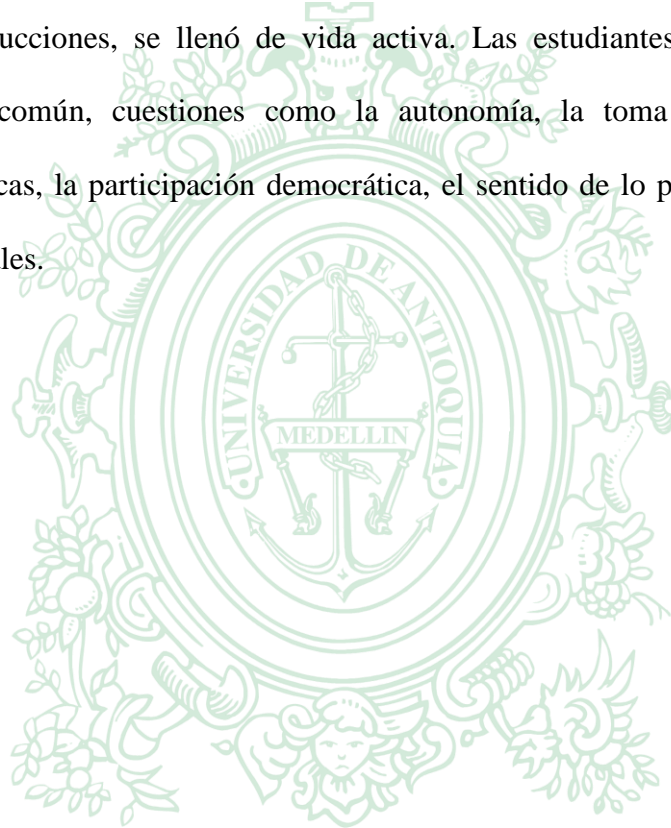 ucciones, se llenó de vida activa. Las estudiantes
común, cuestiones como la autonomía, la toma
cas, la participación democrática, el sentido de lo p
les.
UNIVERSIDAD DE ANTIOQUIA
MEDELLIN